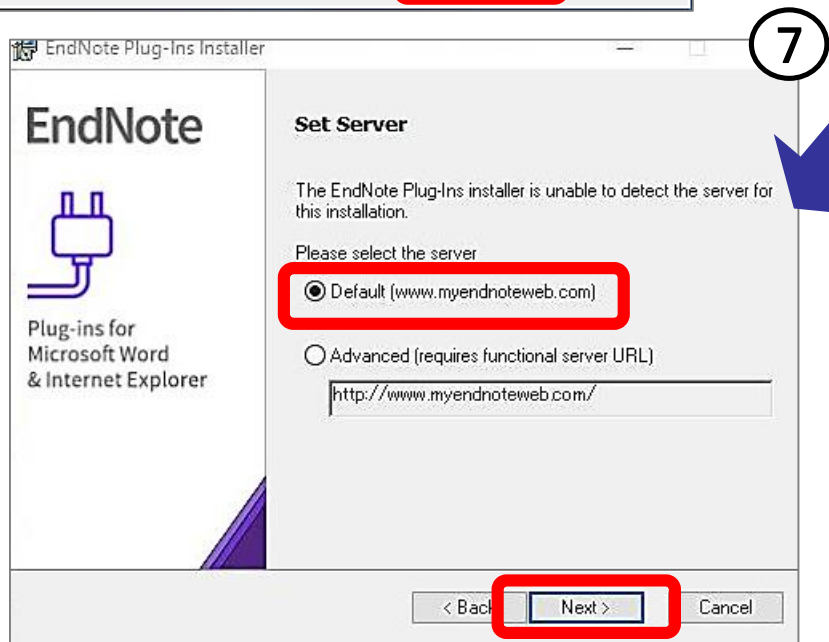 7
EndNote Plug-Ins Installer
EndNote
Plug-ins for
Microsoft Word
& Internet Explorer
Set Server
The EndNote Plug-Ins installer is unable to detect the server for
this installation.
Please select the server
Default (www.myendnoteweb.com)
Advanced (requires functional server URL)
http://www.myendnoteweb.com/
< Back
Next >
Cancel